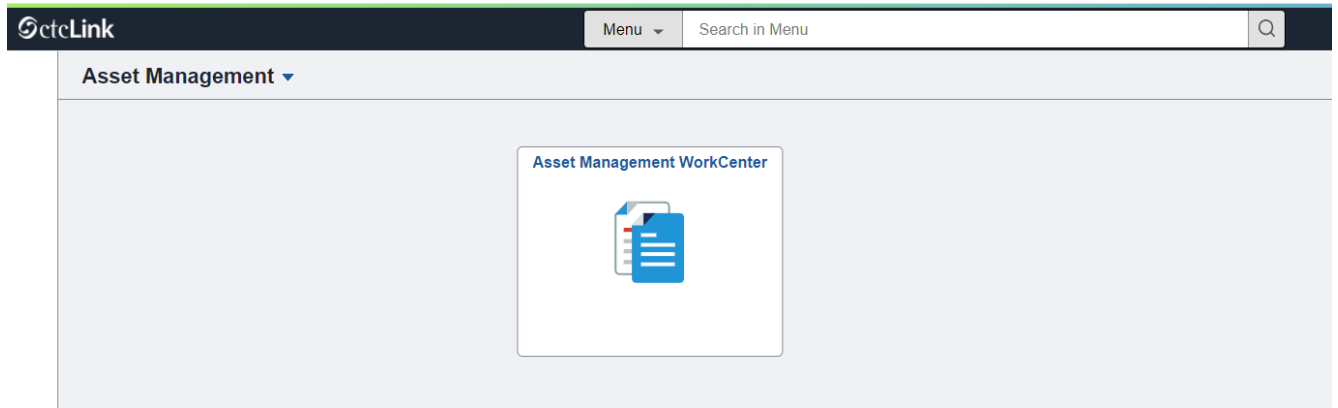 ctcLink
Menu
Search in Menu
Asset Management
Asset Management WorkCenter